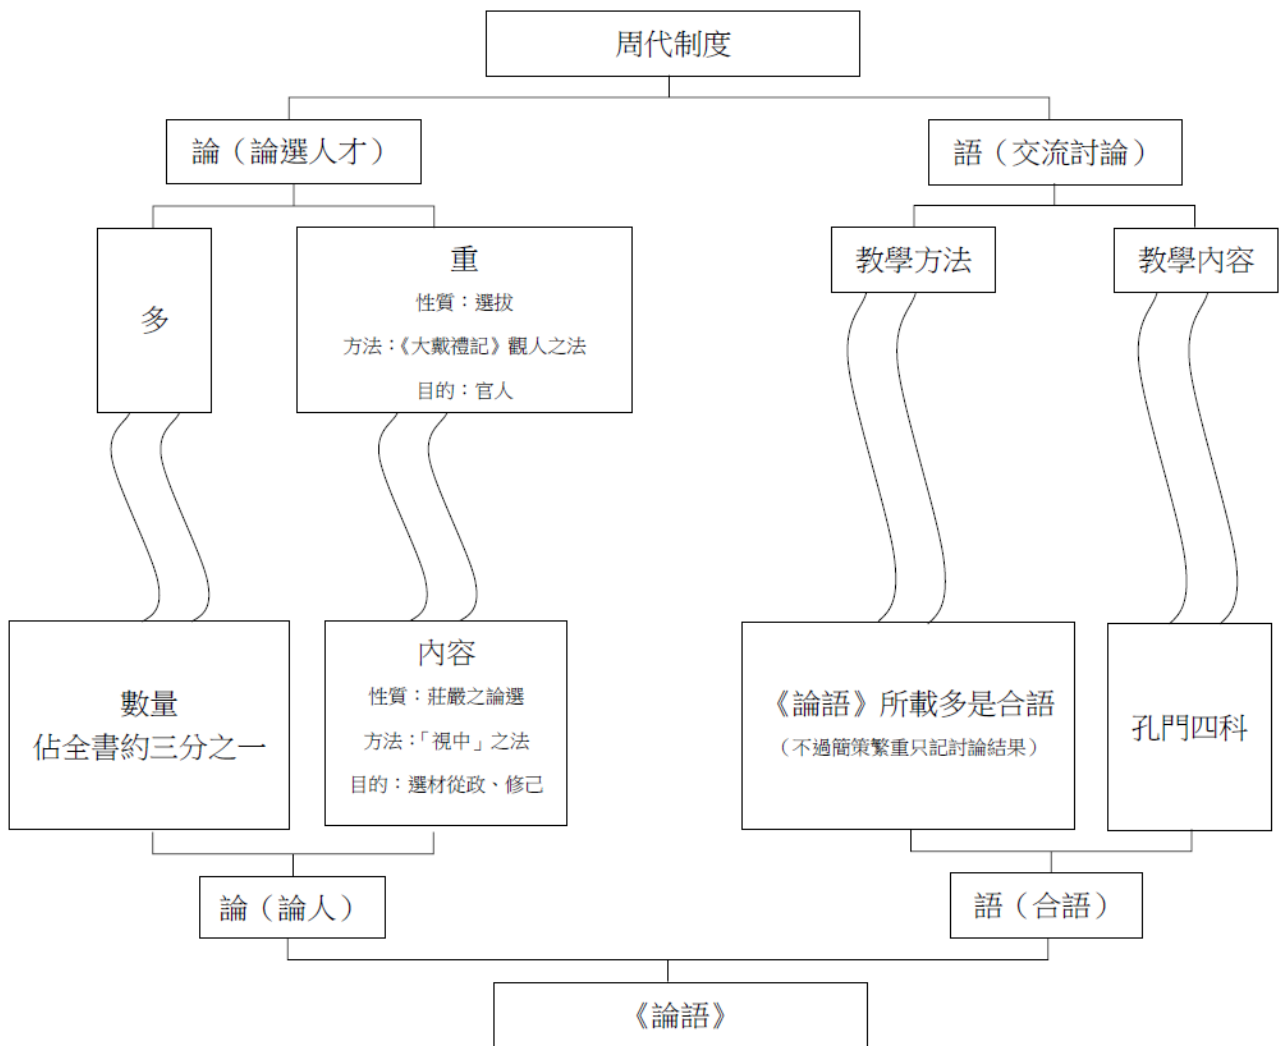 周代制度
論（論選人才）
語（交流討論）
多
重
性質：選拔
方法：《大戴禮記》觀人之法
目的：官人
教學方法
教學內容
數量
佔全書約三分之一
內容
性質：莊嚴之論選
方法：「視中」之法
目的：選材從政、修己
《論語》所載多是合語
（不過簡策繁重只記討論結果）
孔門四科
論（論人）
語（合語）
《論語》